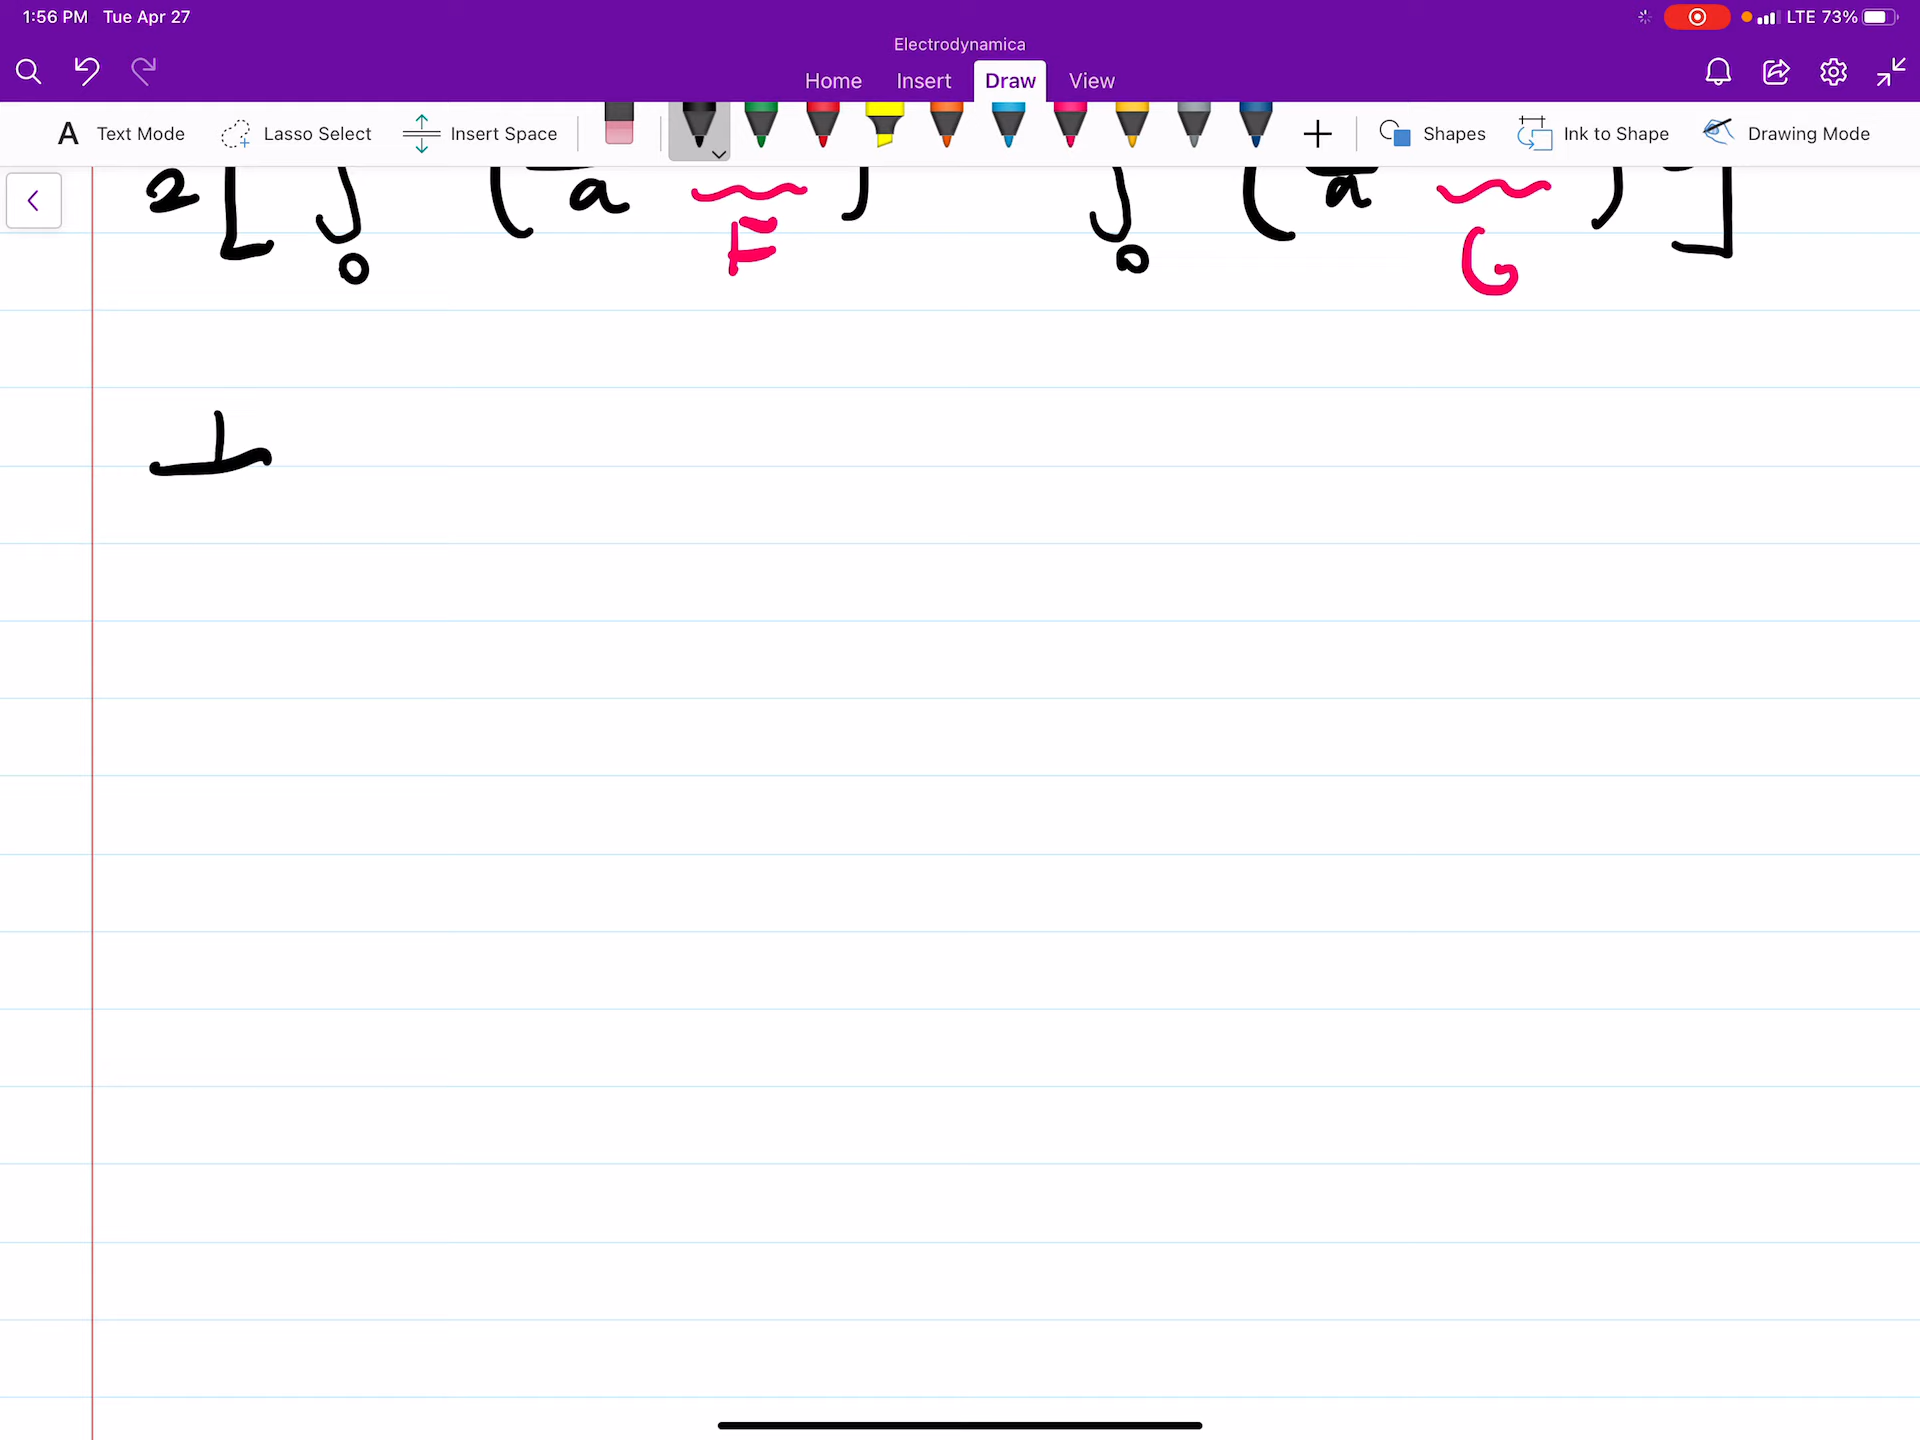 1:56 PM Tue Apr 27 LTE 73%
Electrodynamica
Home Insert Draw View
A Text Mode Lasso Select Insert Space Shapes Ink to Shape Drawing Mode
2 [ ∫ ( a ) ∫ ( a ) ]
0 F 0 G
1